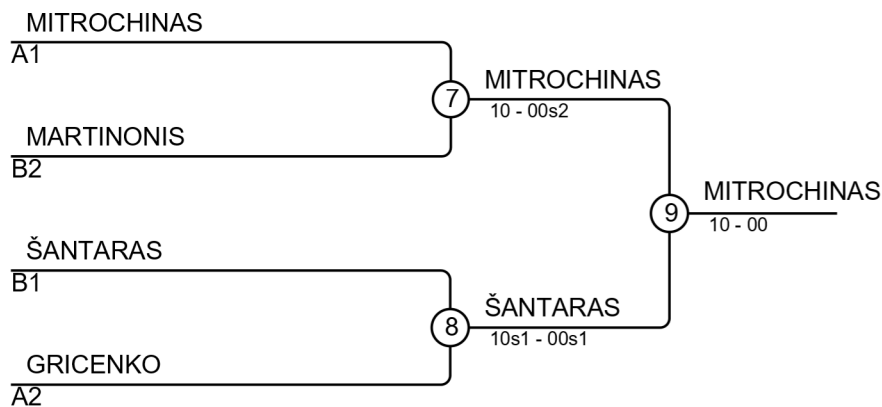 MITROCHINAS
A1
7
MITROCHINAS
10 - 00s2
MARTINONIS
B2
9
MITROCHINAS
10 - 00
ŠANTARAS
B1
8
ŠANTARAS
10s1 - 00s1
GRICENKO
A2